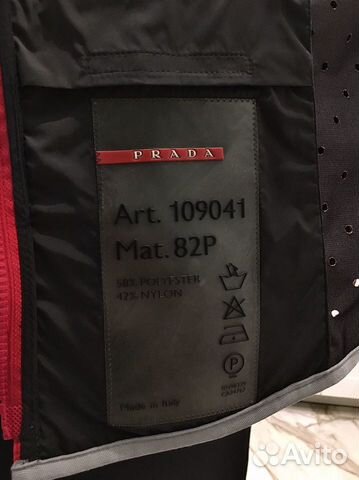 PRADA
Art. 109041
Mat. 82P
58% POLYESTER
42% NYLON
P
Made in Italy
Avito